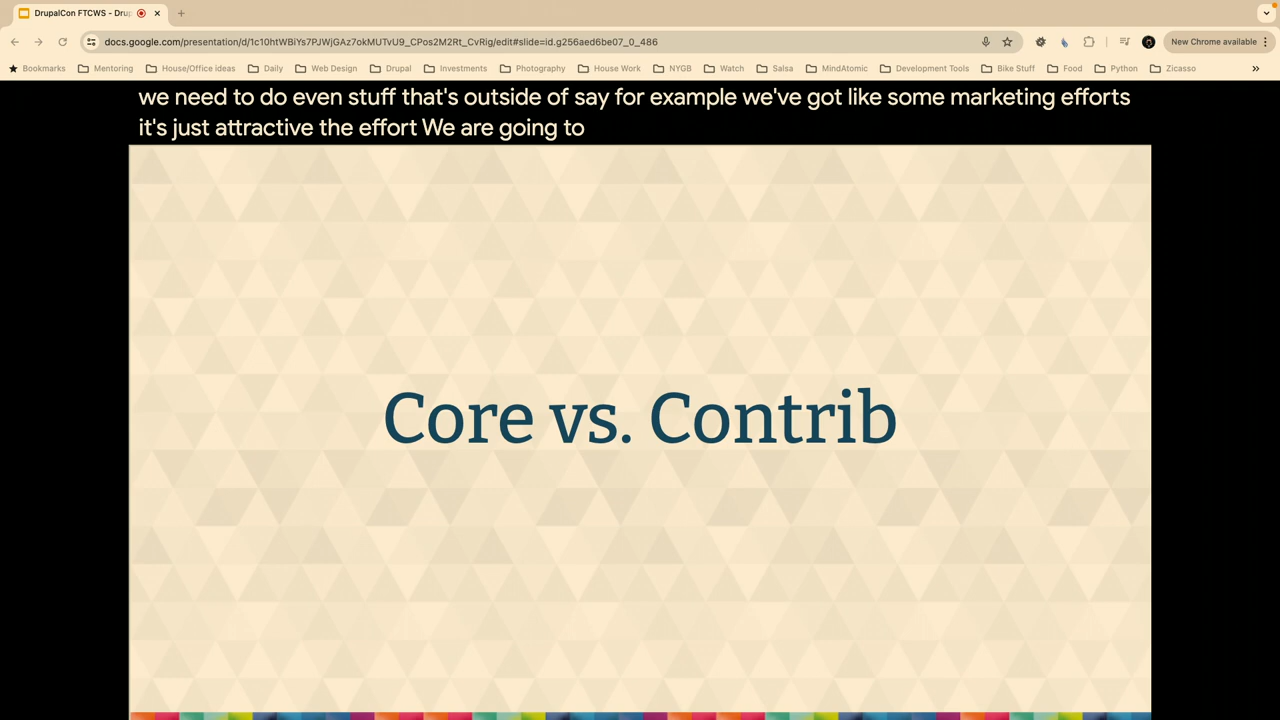 DrupalCon FTCWS - Drup
docs.google.com/presentation/d/1c10htWBiYs7PJWjGAz7okMUTvU9_CPos2M2Rt_CvRig/edit#slide=id.g256aed6be07_0_486
New Chrome available
Bookmarks Mentoring House/Office ideas Daily Web Design Drupal Investments Photography House Work NYGB Watch Salsa MindAtomic Development Tools Bike Stuff Food Python Zicasso
we need to do even stuff that's outside of say for example we've got like some marketing efforts
it's just attractive the effort We are going to
Core vs. Contrib